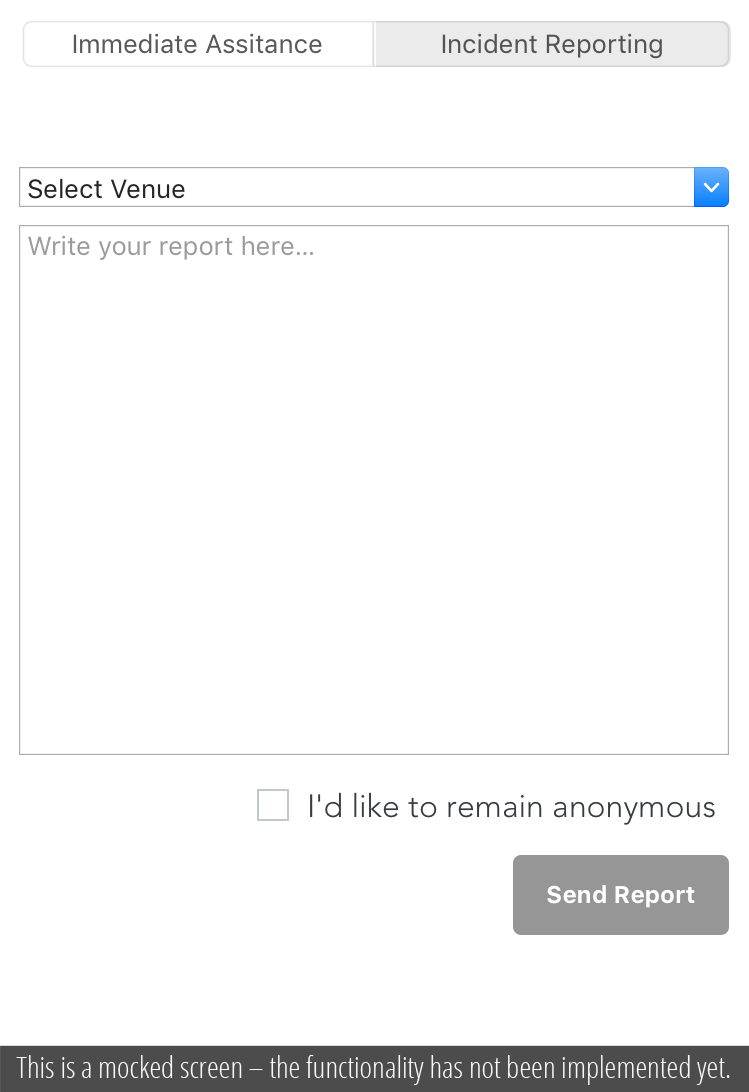 Immediate Assitance
Incident Reporting
Select Venue
Write your report here...
I'd like to remain anonymous
Send Report
This is a mocked screen – the functionality has not been implemented yet.